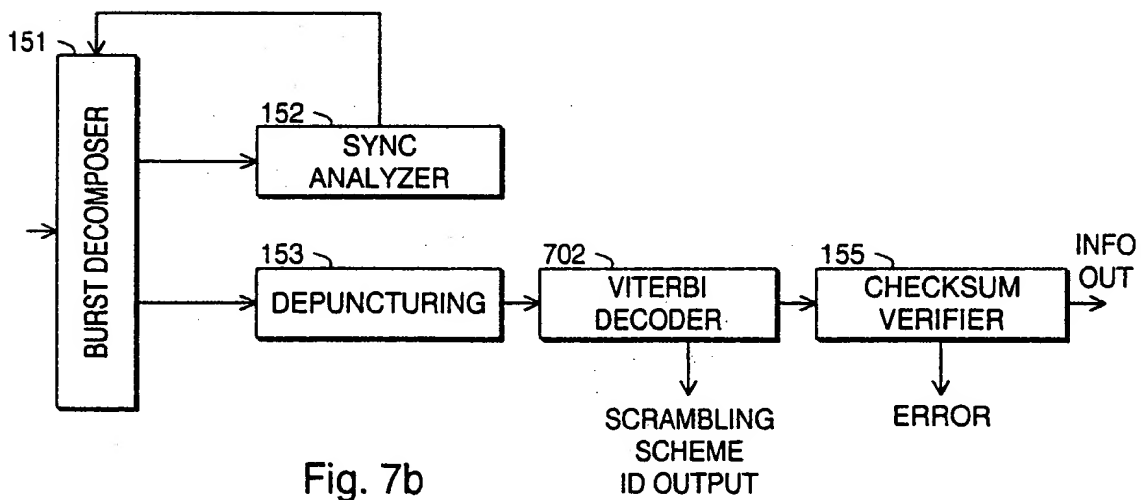 151
BURST DECOMPOSER
152
SYNC
ANALYZER
153
DEPUNCTURING
702
VITERBI
DECODER
155
CHECKSUM
VERIFIER
INFO
OUT
SCRAMBLING
SCHEME
ID OUTPUT
ERROR
Fig. 7b